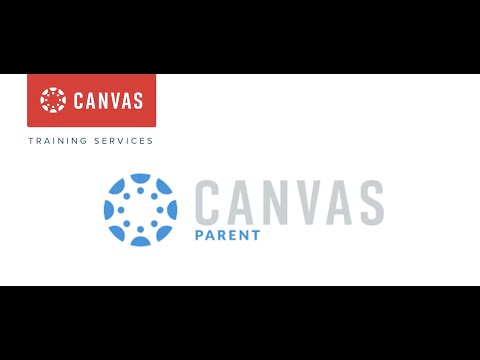 CANVAS
TRAINING SERVICES
CANVAS
PARENT